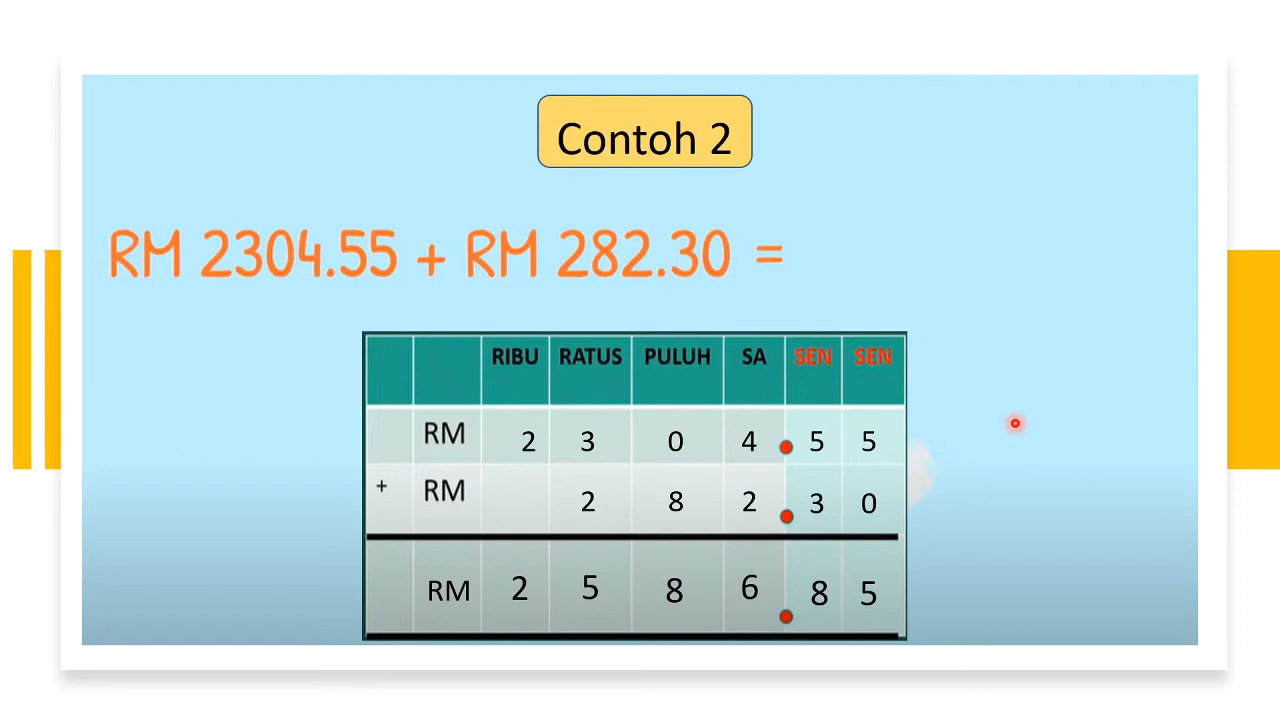 Contoh 2
RM 2304.55 + RM 282.30 =
RIBU RATUS PULUH SA SEN SEN
RM 2 3 0 4 . 5 5
+ RM 2 8 2 . 3 0
RM 2 5 8 6 . 8 5